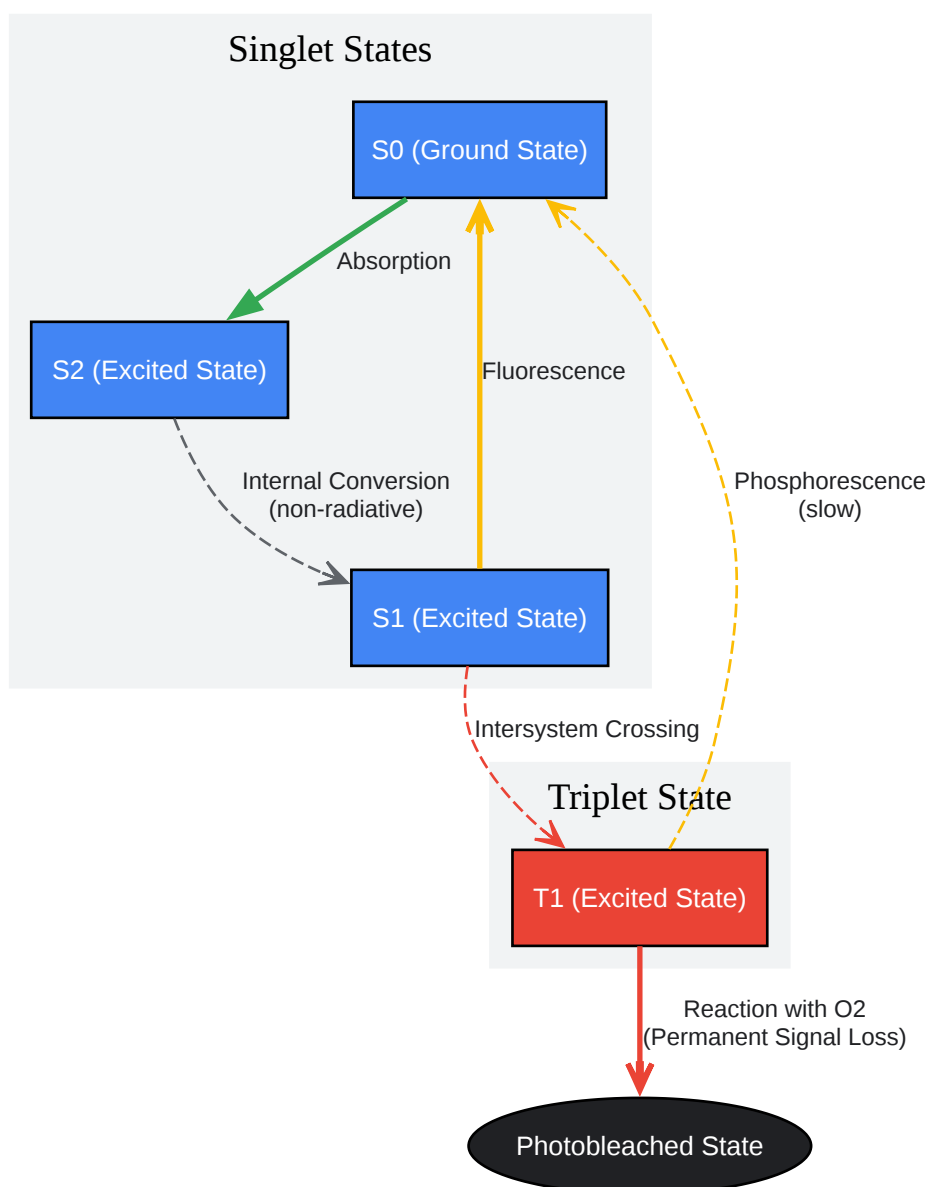 Singlet States
S0 (Ground State)
Absorption
S2 (Excited State)
Fluorescence
Internal Conversion
(non-radiative)
Phosphorescence
(slow)
S1 (Excited State)
Intersystem Crossing
Triplet State
T1 (Excited State)
Reaction with O2
(Permanent Signal Loss)
Photobleached State